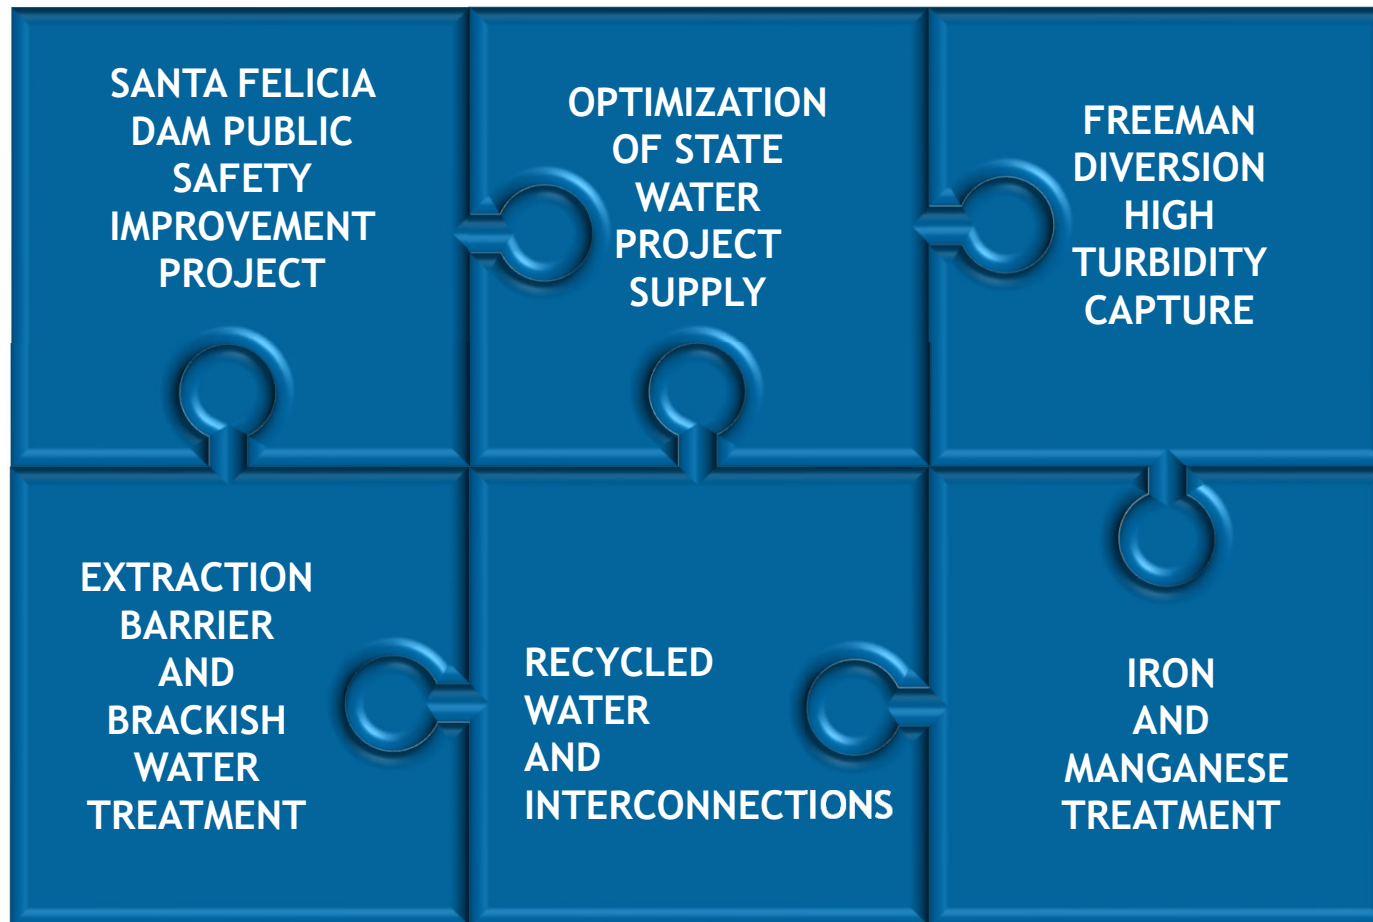 SANTA FELICIA
DAM PUBLIC
SAFETY
IMPROVEMENT
PROJECT
OPTIMIZATION
OF STATE
WATER
PROJECT
SUPPLY
FREEMAN
DIVERSION
HIGH
TURBIDITY
CAPTURE
EXTRACTION
BARRIER
AND
BRACKISH
WATER
TREATMENT
RECYCLED
WATER
AND
INTERCONNECTIONS
IRON
AND
MANGANESE
TREATMENT